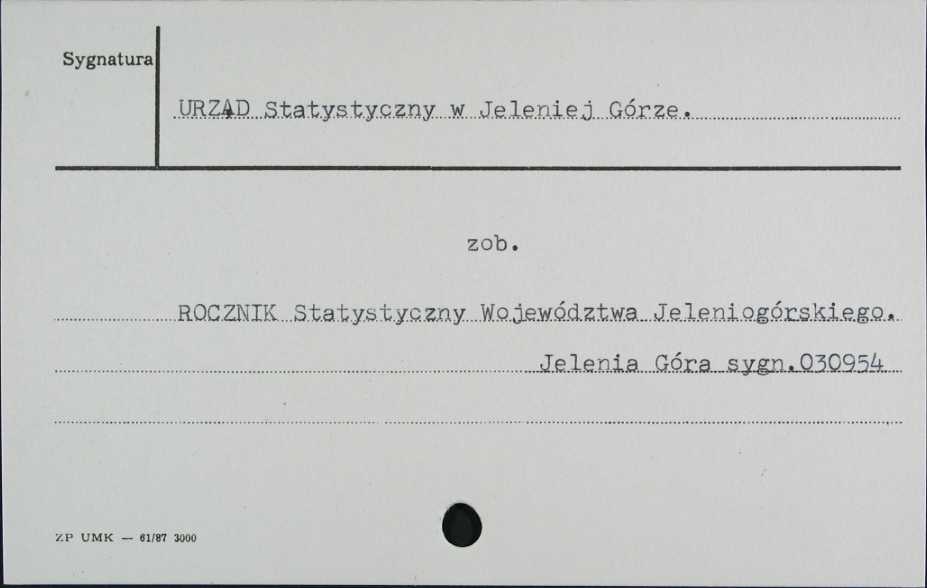 Sygnatura
URZĄD Statystyczny w Jeleniej Górze.
zob.
ROCZNIK Statystyczny Województwa Jeleniogórskiego.
Jelenia Góra sygn.030954
ZP UMK — 61/87 3000